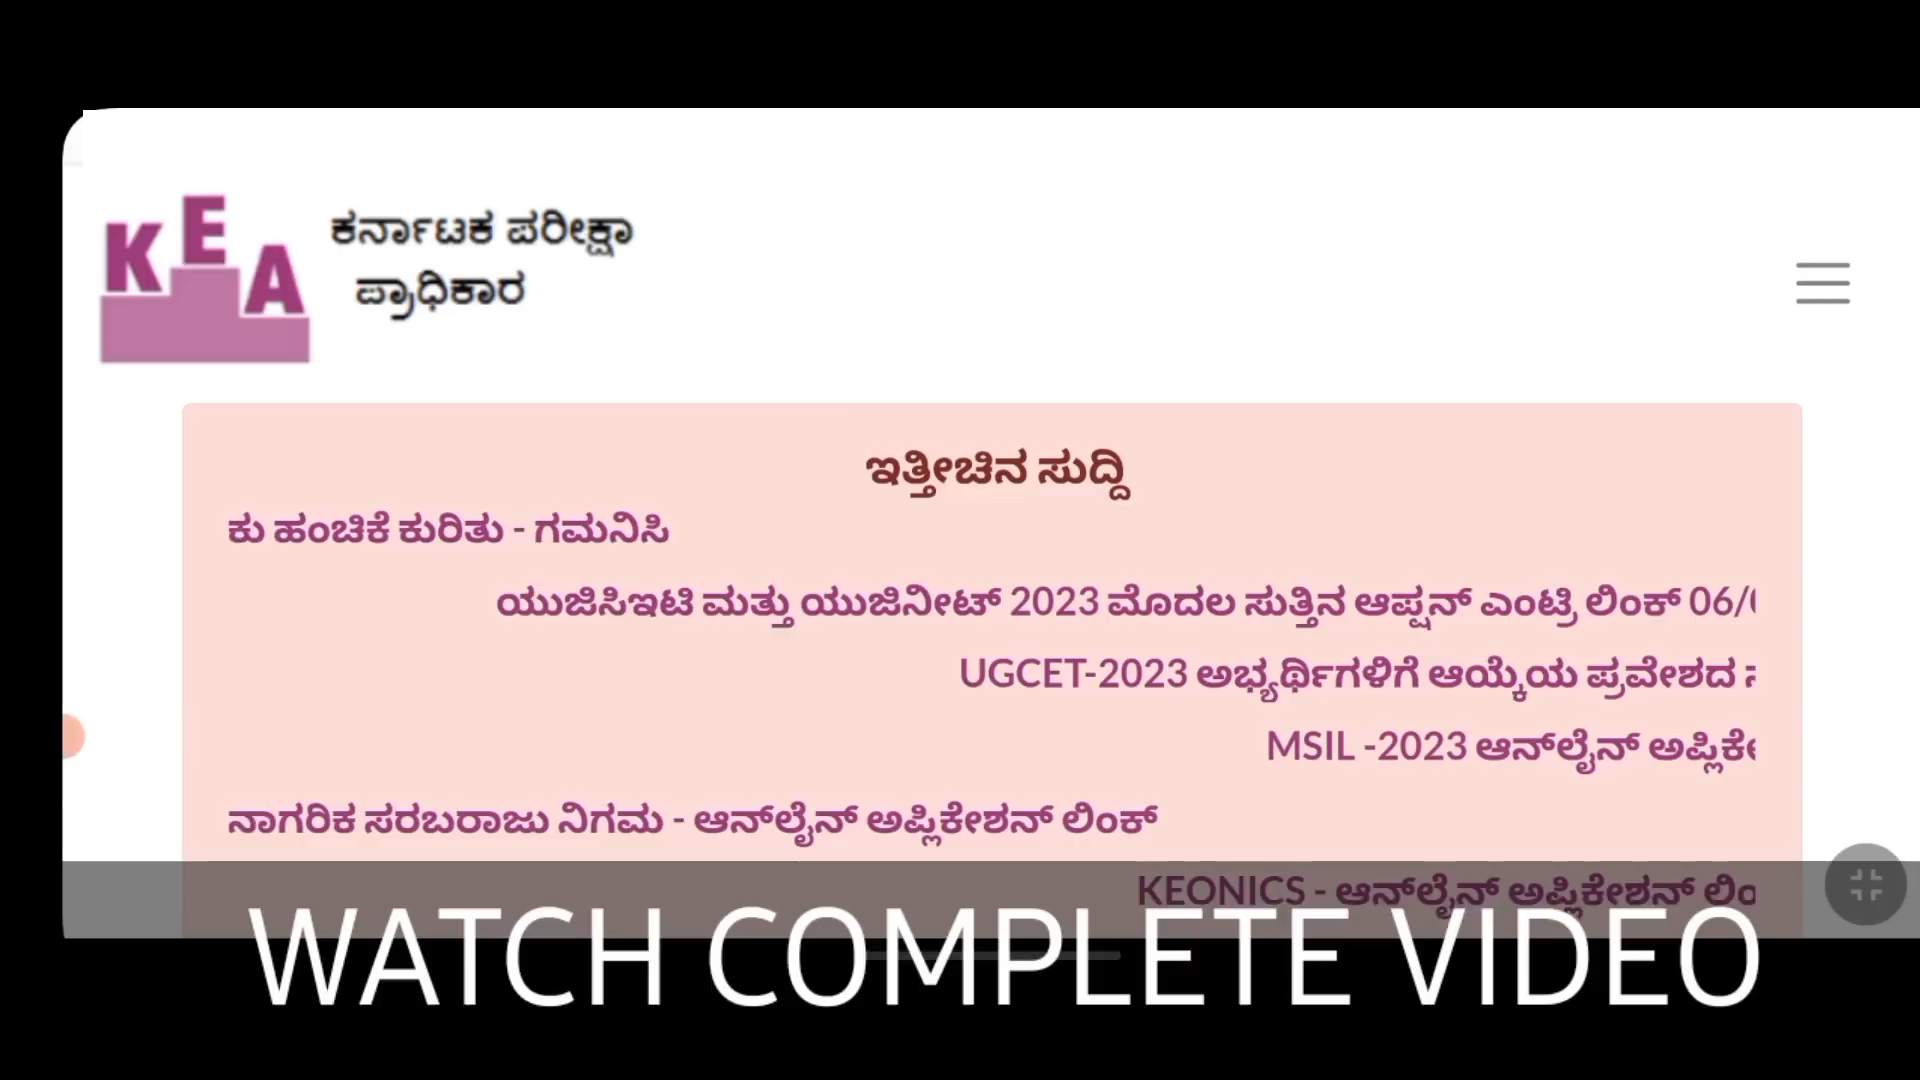 KEA
ಕರ್ನಾಟಕ ಪರೀಕ್ಷಾ
ಪ್ರಾಧಿಕಾರ
ಇತ್ತೀಚಿನ ಸುದ್ದಿ
ಕು ಹಂಚಿಕೆ ಕುರಿತು - ಗಮನಿಸಿ
ಯುಜಿಸಿಇಟಿ ಮತ್ತು ಯುಜಿನೀಟ್ 2023 ಮೊದಲ ಸುತ್ತಿನ ಆಪ್ಷನ್ ಎಂಟ್ರಿ ಲಿಂಕ್ 06/
UGCET-2023 ಅಭ್ಯರ್ಥಿಗಳಿಗೆ ಆಯ್ಕೆಯ ಪ್ರವೇಶದ
MSIL -2023 ಆನ್‌ಲೈನ್ ಅಪ್ಲಿಕೇ
ನಾಗರಿಕ ಸರಬರಾಜು ನಿಗಮ - ಆನ್‌ಲೈನ್ ಅಪ್ಲಿಕೇಶನ್ ಲಿಂಕ್
KEONICS - ಆನ್‌ಲೈನ್ ಅಪ್ಲಿಕೇಶನ್ ಲಿಂ
WATCH COMPLETE VIDEO